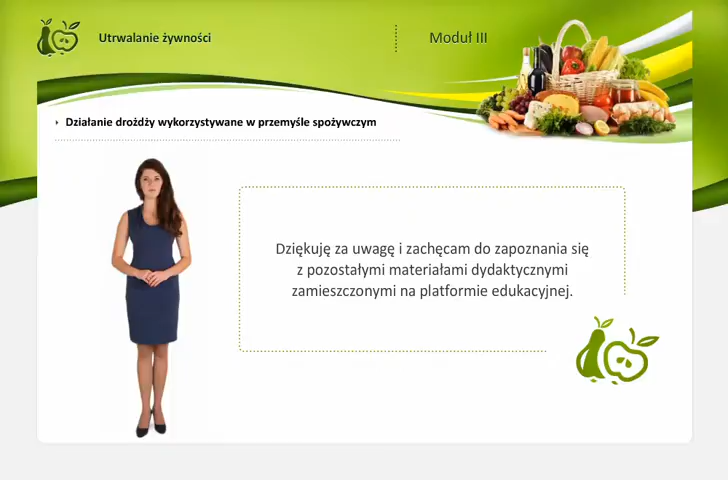 Utrwalanie żywności
Moduł III
Działanie drożdży wykorzystywane w przemyśle spożywczym
Dziękuję za uwagę i zachęcam do zapoznania się
z pozostałymi materiałami dydaktycznymi
zamieszczonymi na platformie edukacyjnej.